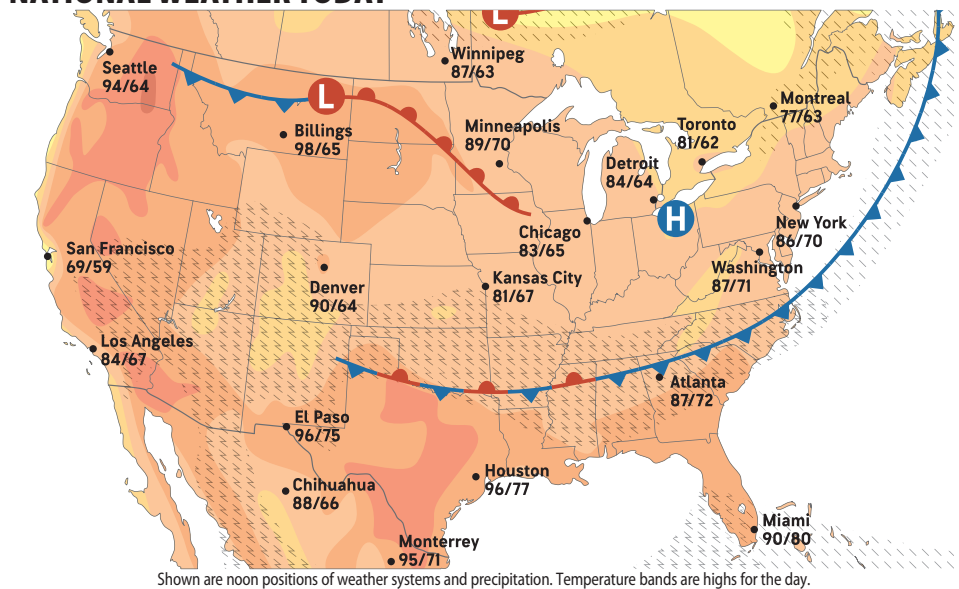 NATIONAL WEATHER TODAY
L
Winnipeg
87/63
Seattle
94/64
L
Montreal
77/63
Billings
98/65
Minneapolis
89/70
Toronto
81/62
Detroit
84/64
H
New York
86/70
Chicago
83/65
San Francisco
69/59
Washington
87/71
Denver
90/64
Kansas City
81/67
Los Angeles
84/67
Atlanta
87/72
El Paso
96/75
Houston
96/77
Chihuahua
88/66
Miami
90/80
Monterrey
95/71
Shown are noon positions of weather systems and precipitation. Temperature bands are highs for the day.